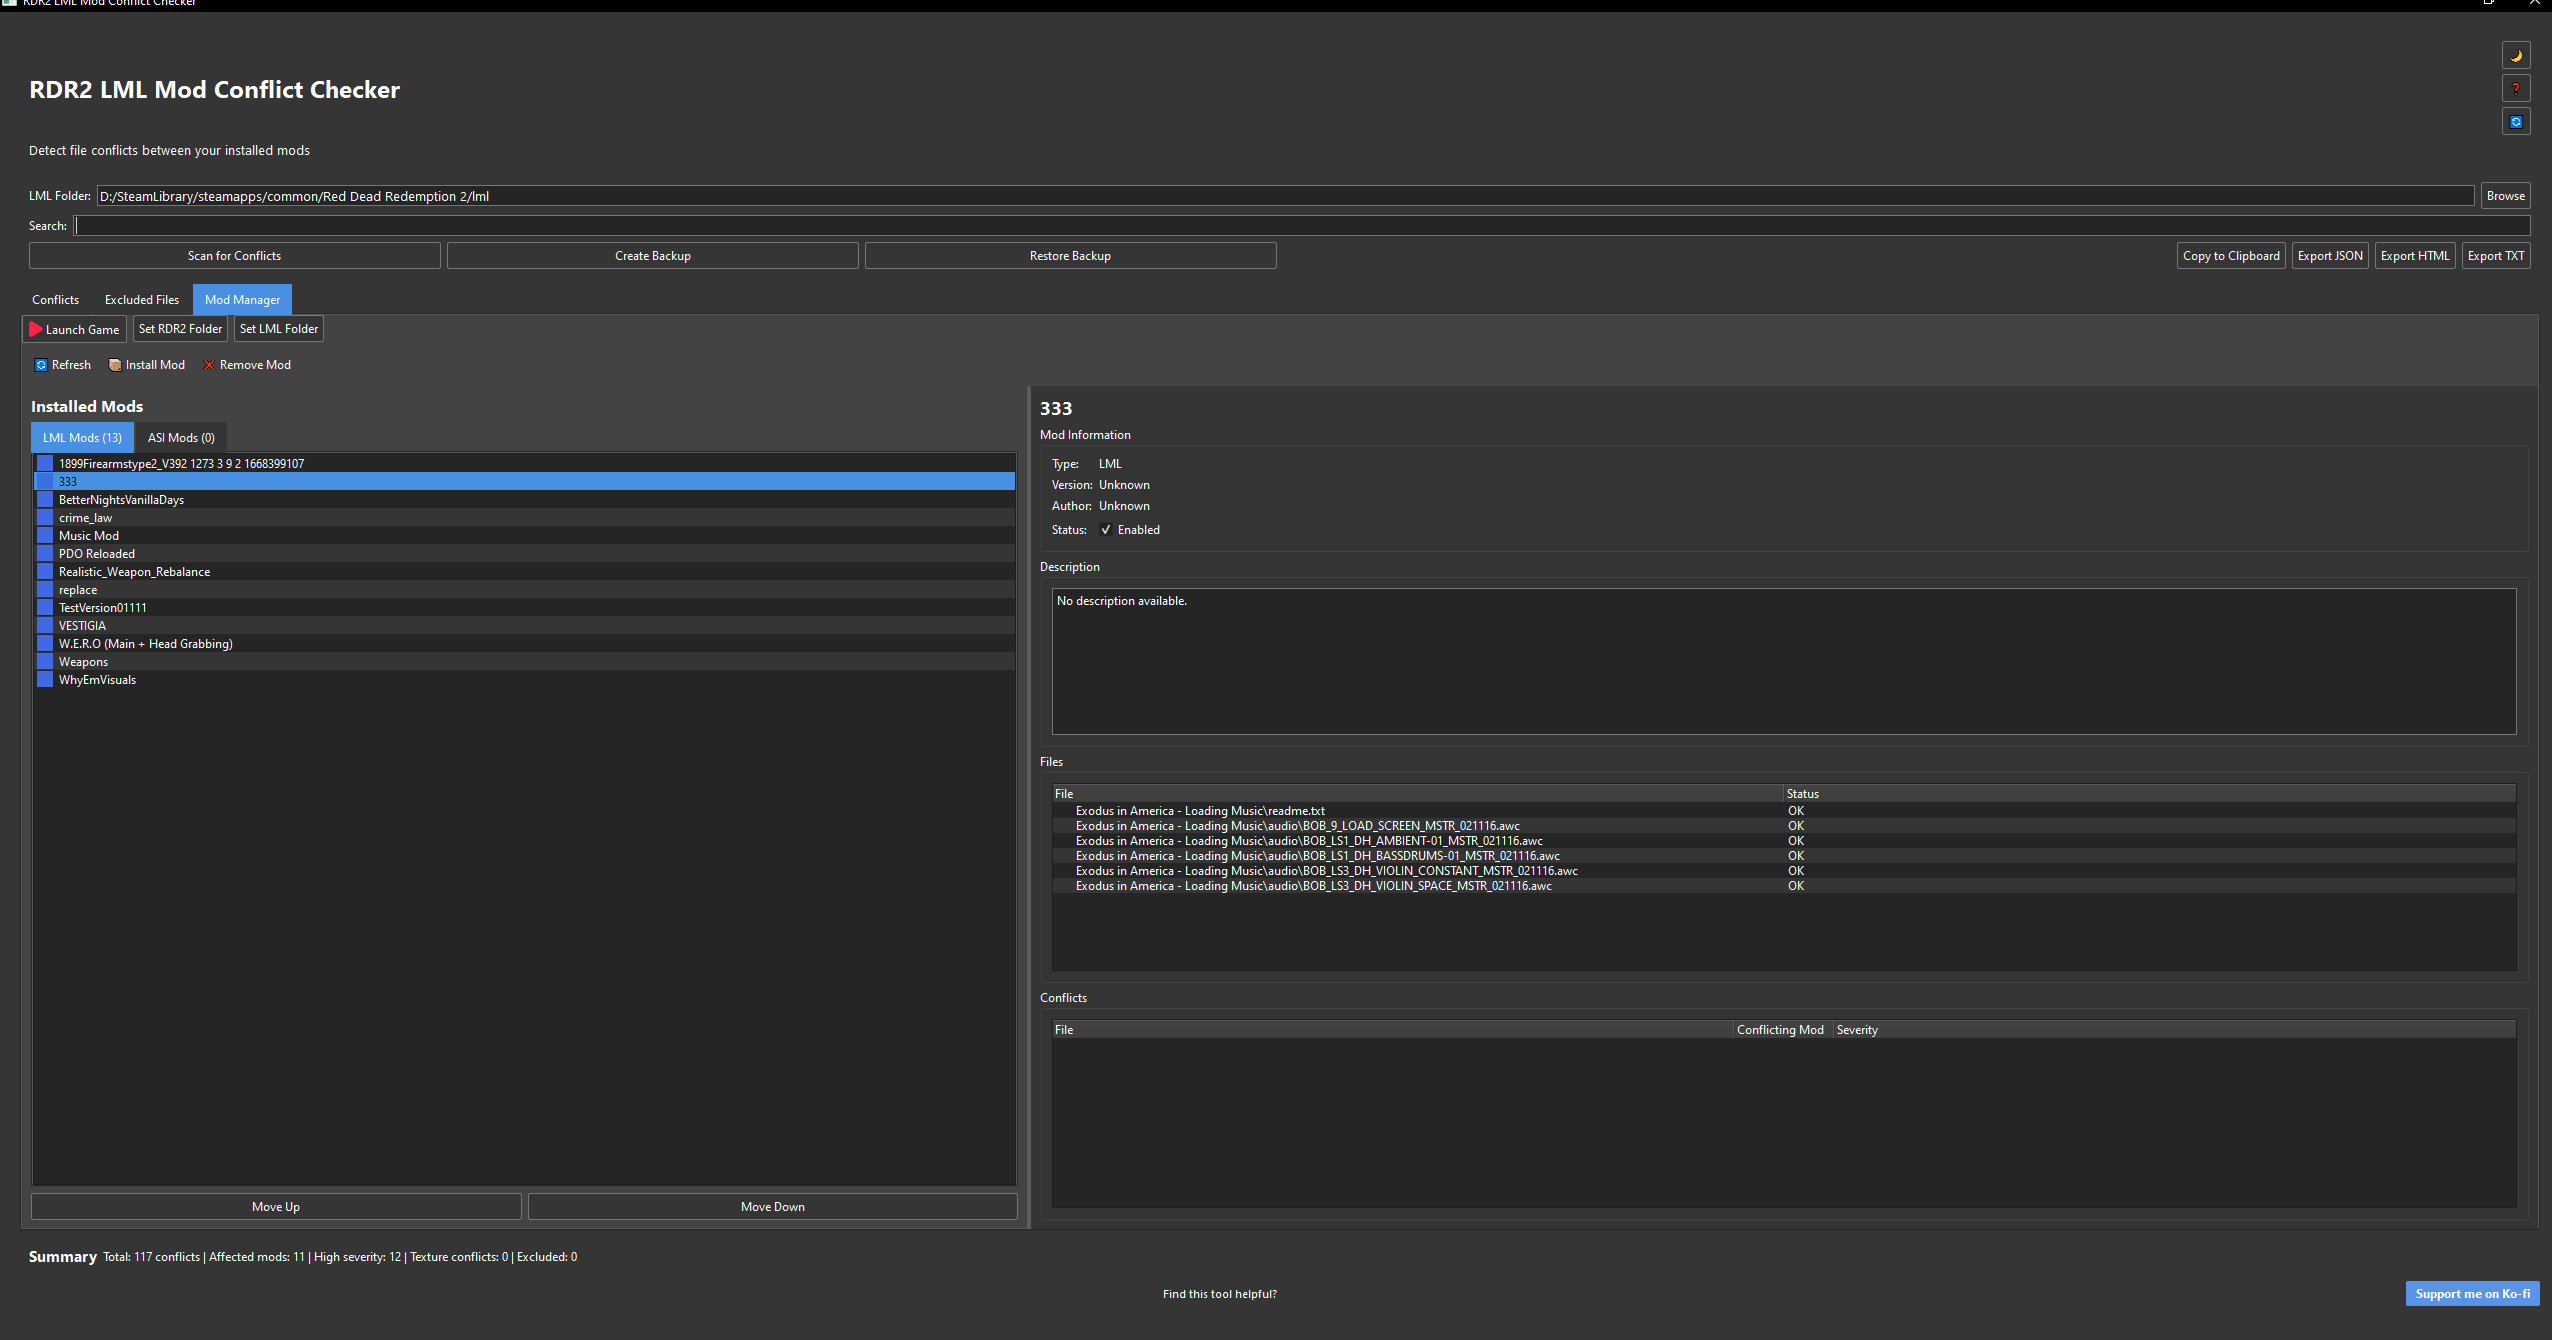 RDR2 LML Mod Conflict Checker
RDR2 LML Mod Conflict Checker
Detect file conflicts between your installed mods
LML Folder: D:/SteamLibrary/steamapps/common/Red Dead Redemption 2/lml Browse
Search:
Scan for Conflicts Create Backup Restore Backup Copy to Clipboard Export JSON Export HTML Export TXT
Conflicts Excluded Files Mod Manager
Launch Game Set RDR2 Folder Set LML Folder
Refresh Install Mod Remove Mod
Installed Mods
LML Mods (13) ASI Mods (0)
1899Firearmstype2_V392 1273 3 9 2 1668399107
333
BetterNightsVanillaDays
crime_law
Music Mod
PDO Reloaded
Realistic_Weapon_Rebalance
replace
TestVersion01111
VESTIGIA
W.E.R.O (Main + Head Grabbing)
Weapons
WhyEmVisuals
Move Up Move Down
333
Mod Information
Type: LML
Version: Unknown
Author: Unknown
Status: ✓ Enabled
Description
No description available.
Files
File Status
Exodus in America - Loading Music\readme.txt OK
Exodus in America - Loading Music\audio\BOB_9_LOAD_SCREEN_MSTR_021116.awc OK
Exodus in America - Loading Music\audio\BOB_LS1_DH_AMBIENT-01_MSTR_021116.awc OK
Exodus in America - Loading Music\audio\BOB_LS1_DH_BASSDRUMS-01_MSTR_021116.awc OK
Exodus in America - Loading Music\audio\BOB_LS3_DH_VIOLIN_CONSTANT_MSTR_021116.awc OK
Exodus in America - Loading Music\audio\BOB_LS3_DH_VIOLIN_SPACE_MSTR_021116.awc OK
Conflicts
File Conflicting Mod Severity
Summary Total: 117 conflicts | Affected mods: 11 | High severity: 12 | Texture conflicts: 0 | Excluded: 0
Find this tool helpful?
Support me on Ko-fi